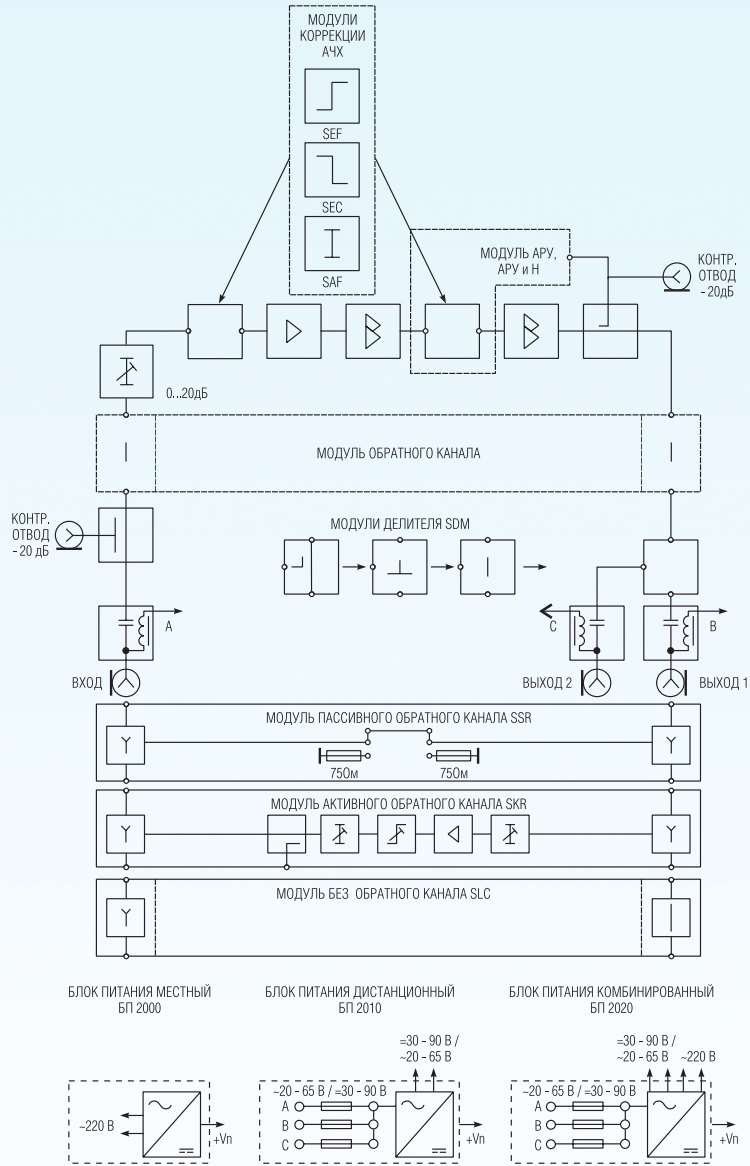 МОДУЛИ
КОРРЕКЦИИ
АЧХ
SEF
SEC
SAF
МОДУЛЬ АРУ,
АРУ и Н
КОНТР.
ОТВОД
- 20дБ
0...20дБ
МОДУЛЬ ОБРАТНОГО КАНАЛА
КОНТР.
ОТВОД
- 20 дБ
МОДУЛИ ДЕЛИТЕЛЯ SDM
A
C
B
ВХОД
ВЫХОД 2
ВЫХОД 1
МОДУЛЬ ПАССИВНОГО ОБРАТНОГО КАНАЛА SSR
75Ом
75Ом
МОДУЛЬ АКТИВНОГО ОБРАТНОГО КАНАЛА SKR
МОДУЛЬ БЕЗ ОБРАТНОГО КАНАЛА SLC
БЛОК ПИТАНИЯ МЕСТНЫЙ
БП 2000
~220 В
+Vn
БЛОК ПИТАНИЯ ДИСТАНЦИОННЫЙ
БП 2010
=30 - 90 В /
~20 - 65 В
~20 - 65 В / =30 - 90 В
A
B
C
+Vn
БЛОК ПИТАНИЯ КОМБИНИРОВАННЫЙ
БП 2020
=30 - 90 В /
~20 - 65 В
~220 В
~20 - 65 В / =30 - 90 В
A
B
C
+Vn